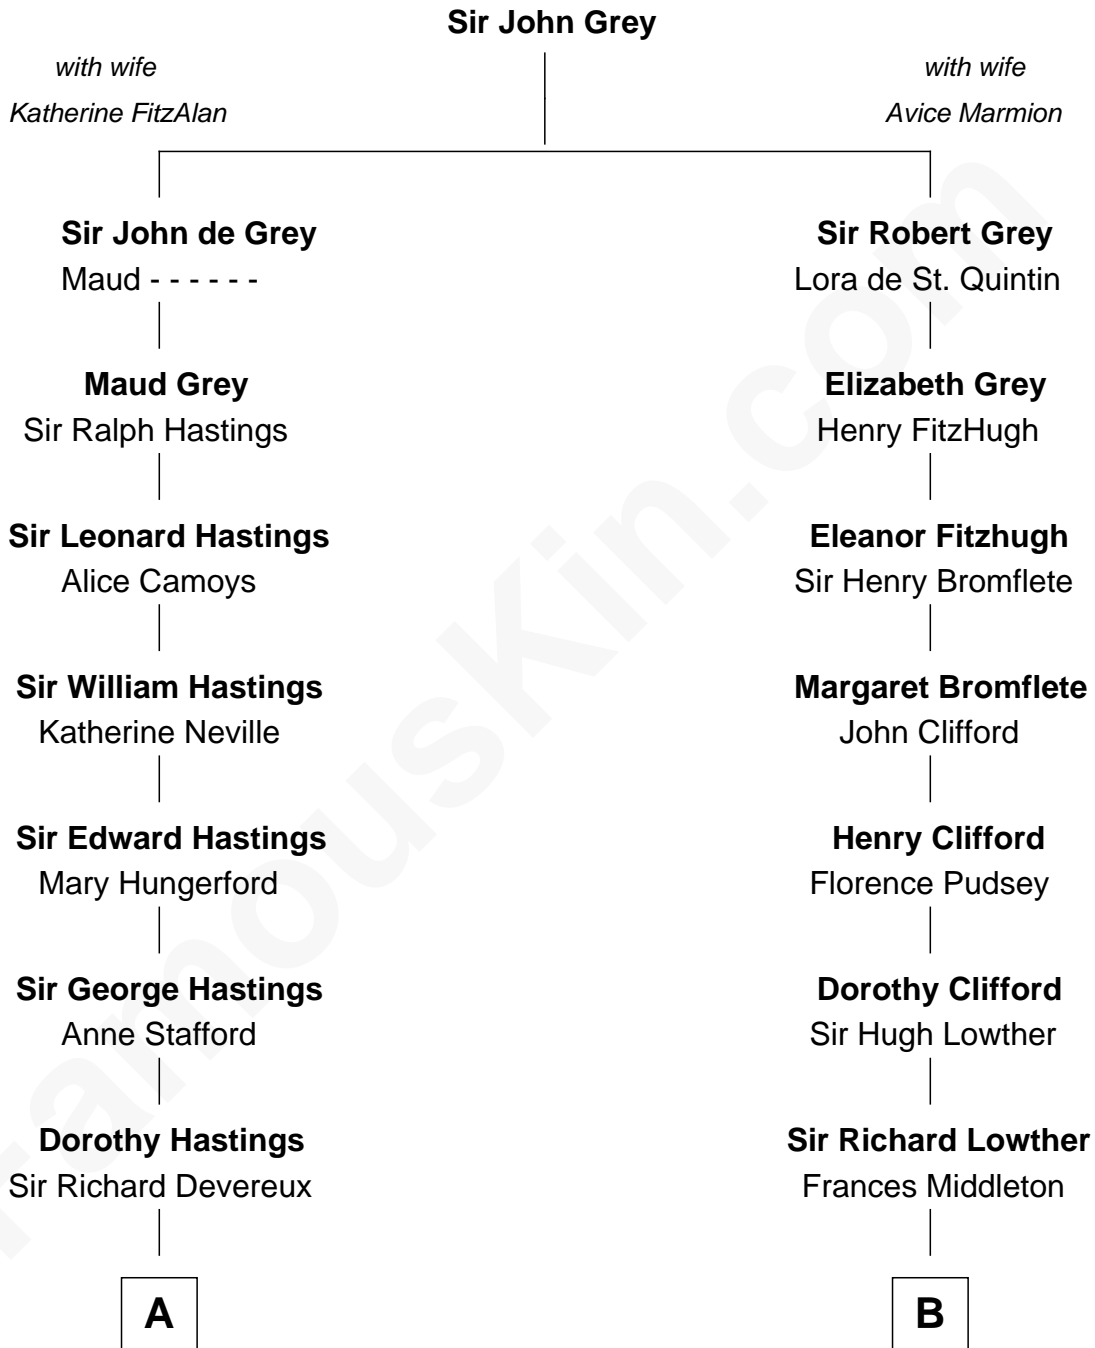 Sir John Grey
with wife
Katherine FitzAlan
with wife
Avice Marmion
Sir John de Grey
Maud - - - - - -
Sir Robert Grey
Lora de St. Quintin
Maud Grey
Sir Ralph Hastings
Elizabeth Grey
Henry FitzHugh
Sir Leonard Hastings
Alice Camoys
Eleanor Fitzhugh
Sir Henry Bromflete
Sir William Hastings
Katherine Neville
Margaret Bromflete
John Clifford
Sir Edward Hastings
Mary Hungerford
Henry Clifford
Florence Pudsey
Sir George Hastings
Anne Stafford
Dorothy Clifford
Sir Hugh Lowther
Dorothy Hastings
Sir Richard Devereux
Sir Richard Lowther
Frances Middleton
A
B
FamousKin.com